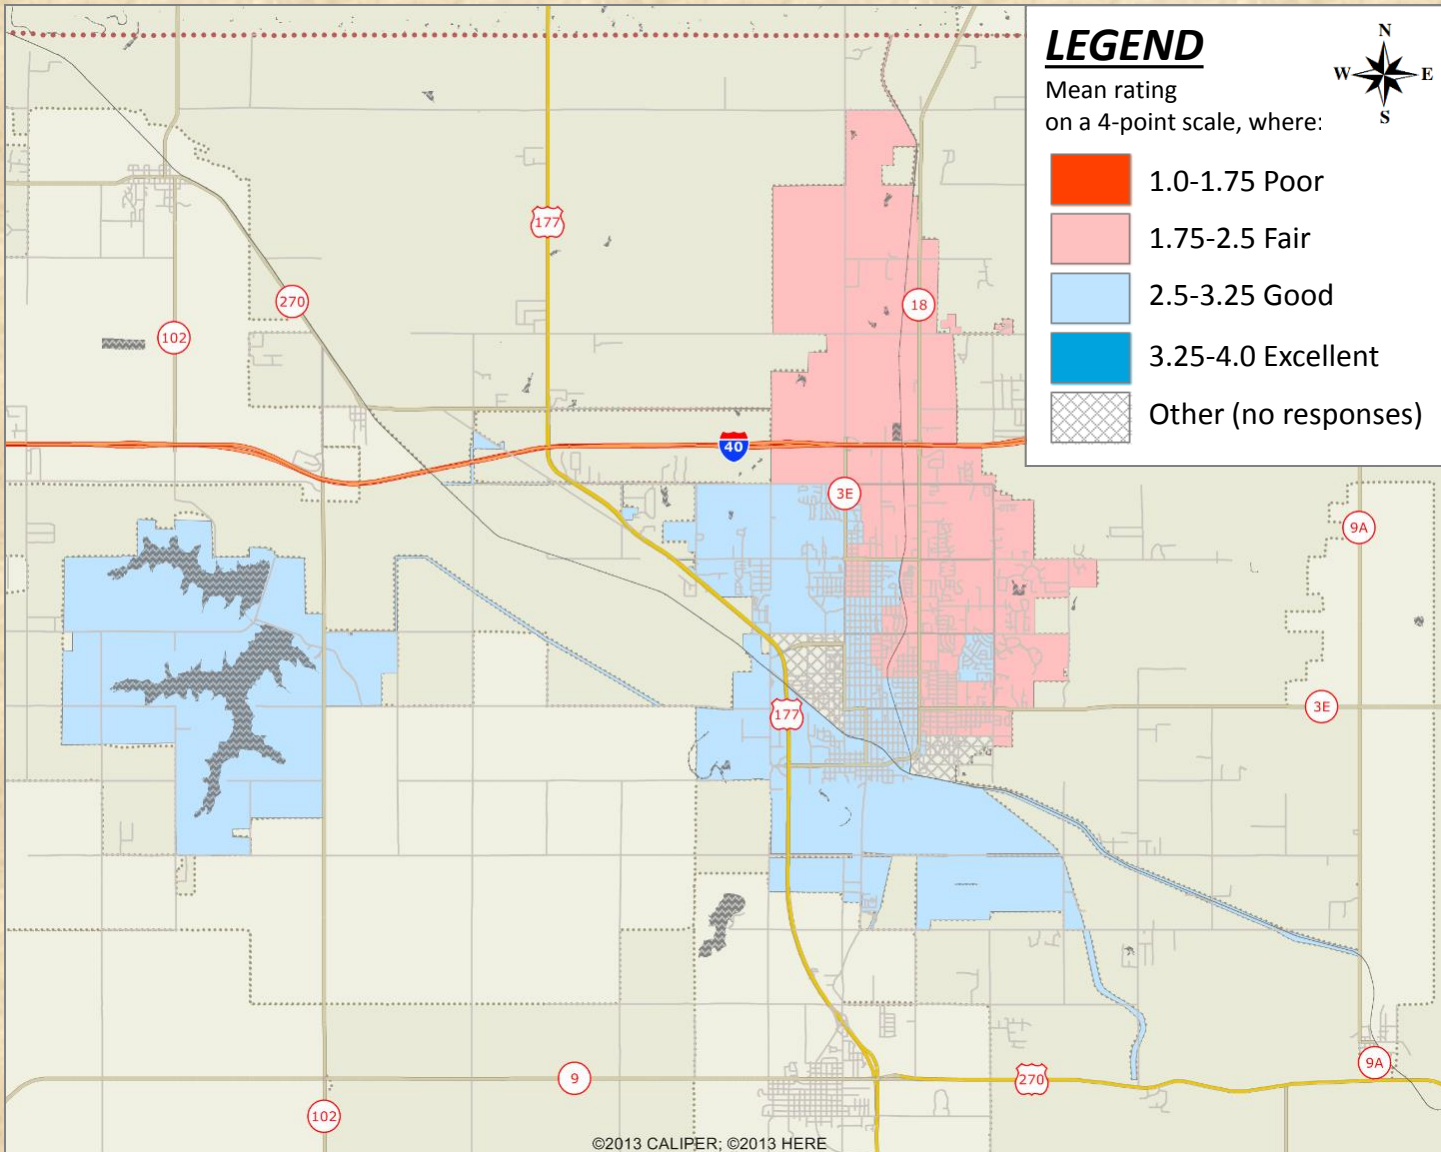 LEGEND
Mean rating
on a 4-point scale, where:
1.0-1.75 Poor
1.75-2.5 Fair
2.5-3.25 Good
3.25-4.0 Excellent
Other (no responses)
N
W E
S
177
270
18
102
40
3E
9A
3E
177
9
270
9A
102
©2013 CALIPER; ©2013 HERE